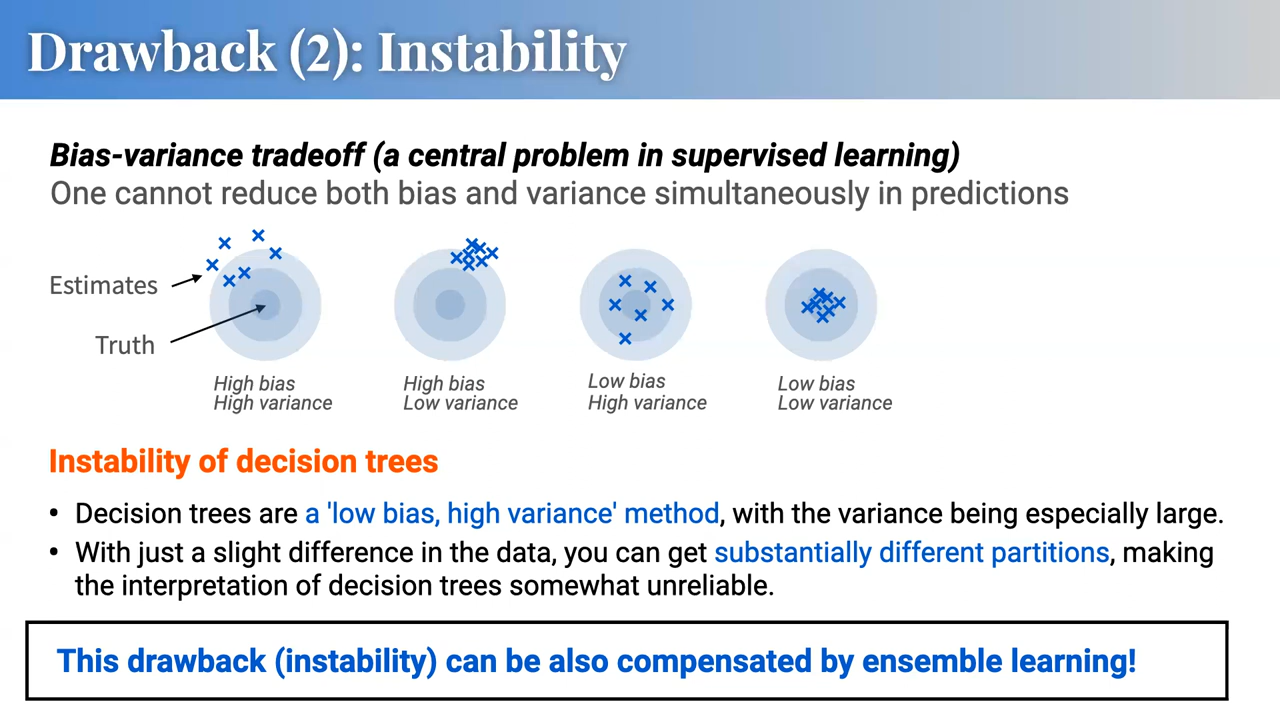 Drawback (2): Instability
Bias-variance tradeoff (a central problem in supervised learning)
One cannot reduce both bias and variance simultaneously in predictions
Estimates
Truth
High bias
High variance
High bias
Low variance
Low bias
High variance
Low bias
Low variance
Instability of decision trees
• Decision trees are a 'low bias, high variance' method, with the variance being especially large.
• With just a slight difference in the data, you can get substantially different partitions, making
the interpretation of decision trees somewhat unreliable.
This drawback (instability) can be also compensated by ensemble learning!